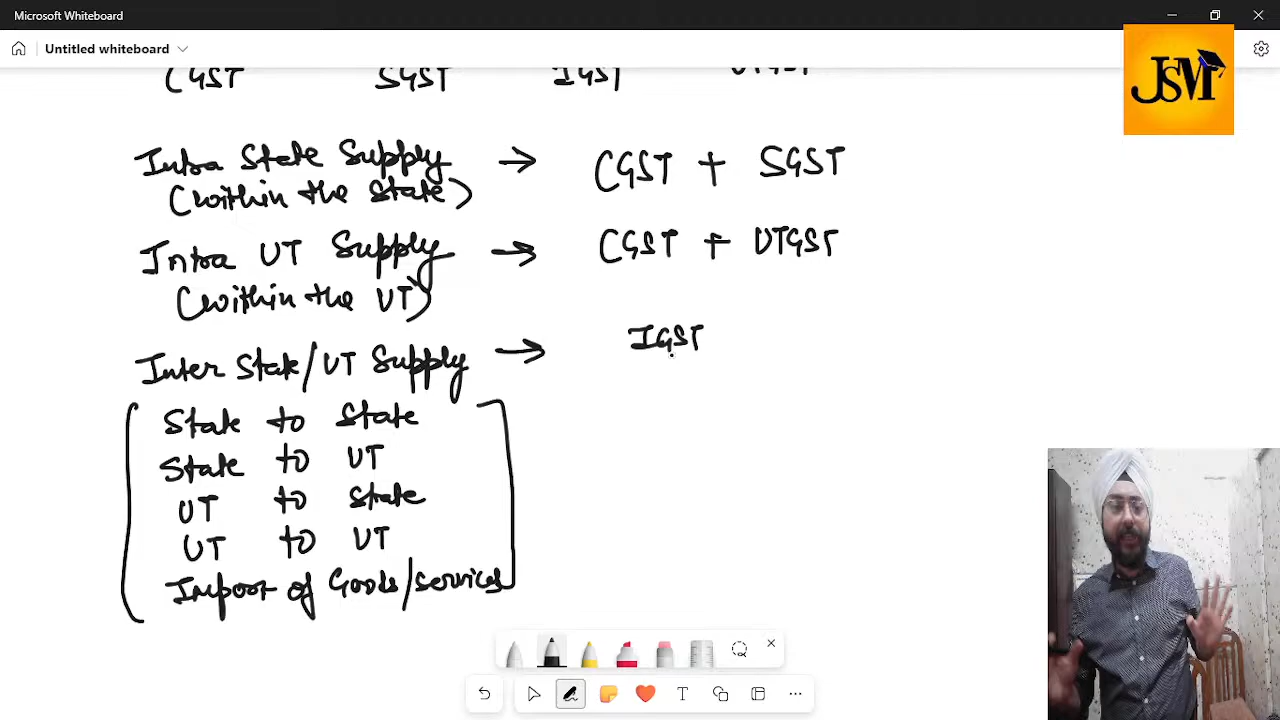 Microsoft Whiteboard
Untitled whiteboard
JSM
CGST SGST IGST UTGST
Intra State Supply → CGST + SGST
(within the State)
Intra UT Supply → CGST + UTGST
(within the UT)
Inter State/UT Supply → IGST
State to State
State to UT
UT to State
UT to UT
Import of Goods/Services